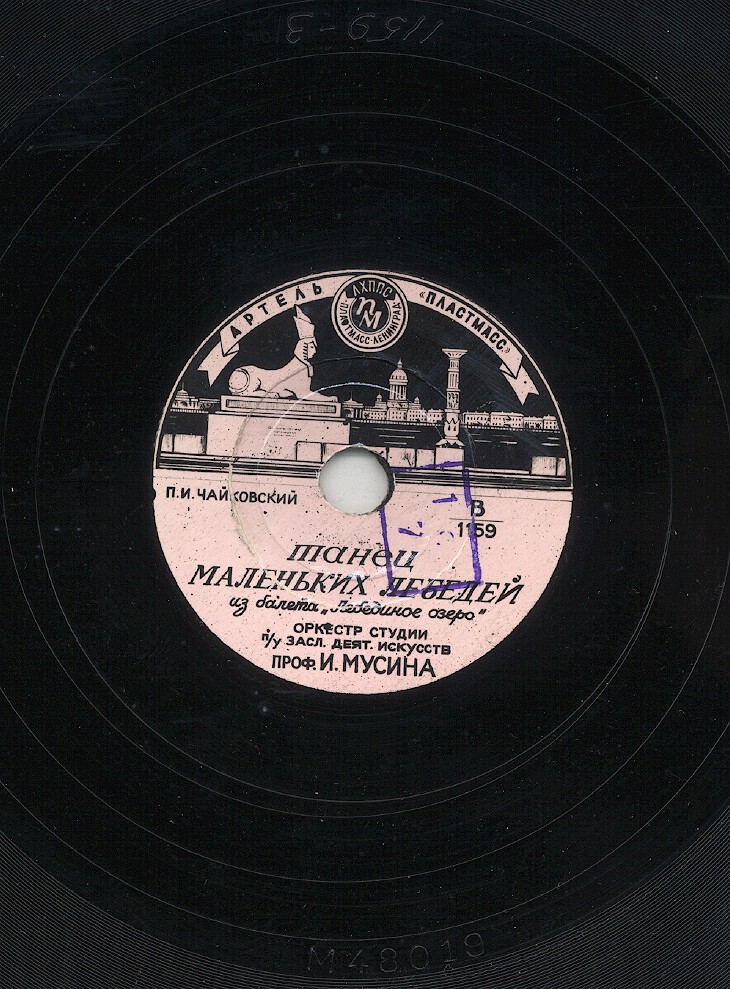 1159-3
АРТЕЛЬ
ЛХППС
ПМ
ПЛАСТМАСС-ЛЕНИНГРАД
«ПЛАСТМАСС»
П.И.ЧАЙКОВСКИЙ
В
1159
танец
МАЛЕНЬКИХ ЛЕБЕДЕЙ
из балета „Лебединое озеро"
ОРКЕСТР СТУДИИ
п/у ЗАСЛ. ДЕЯТ. ИСКУССТВ
ПРОФ. И. МУСИНА
М48019